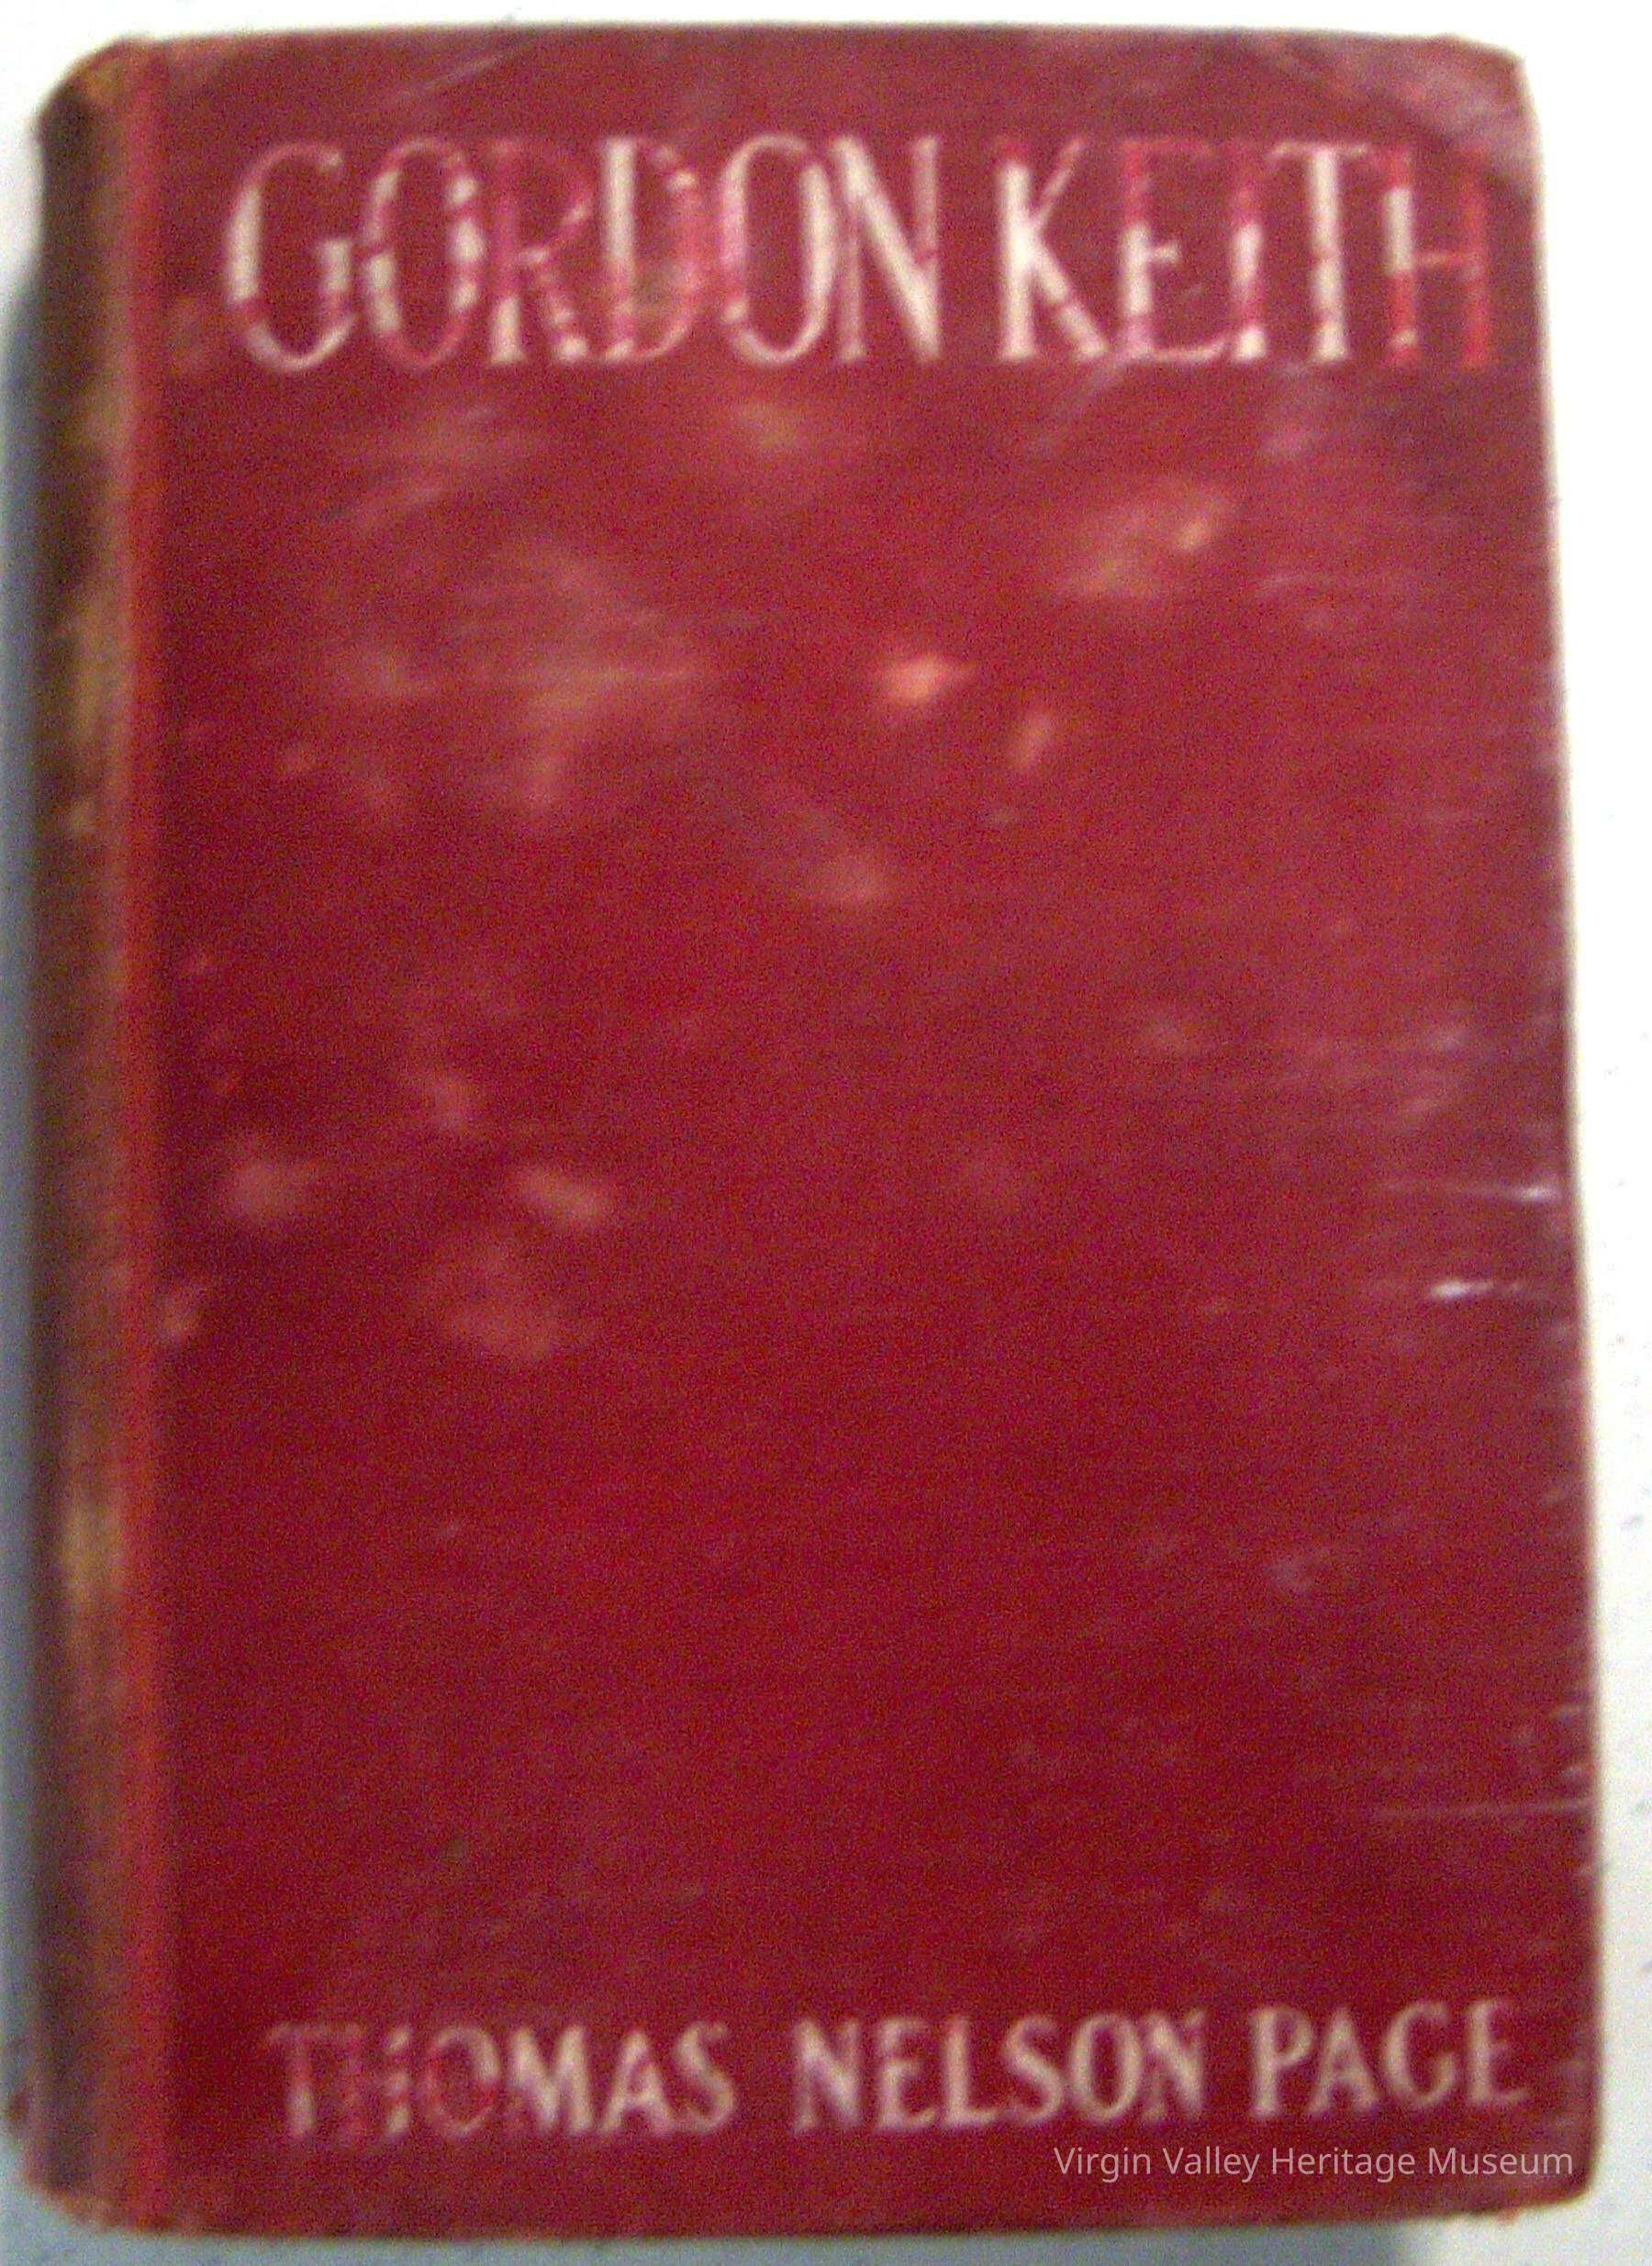 GORDON KEITH
THOMAS NELSON PAGE
Virgin Valley Heritage Museum